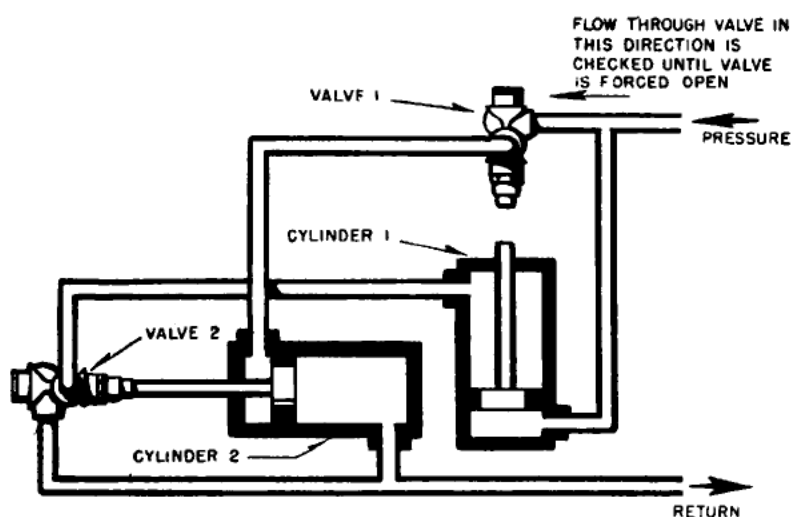 FLOW THROUGH VALVE IN
THIS DIRECTION IS
CHECKED UNTIL VALVE
IS FORCED OPEN
VALVE 1
PRESSURE
CYLINDER 1
VALVE 2
CYLINDER 2
RETURN